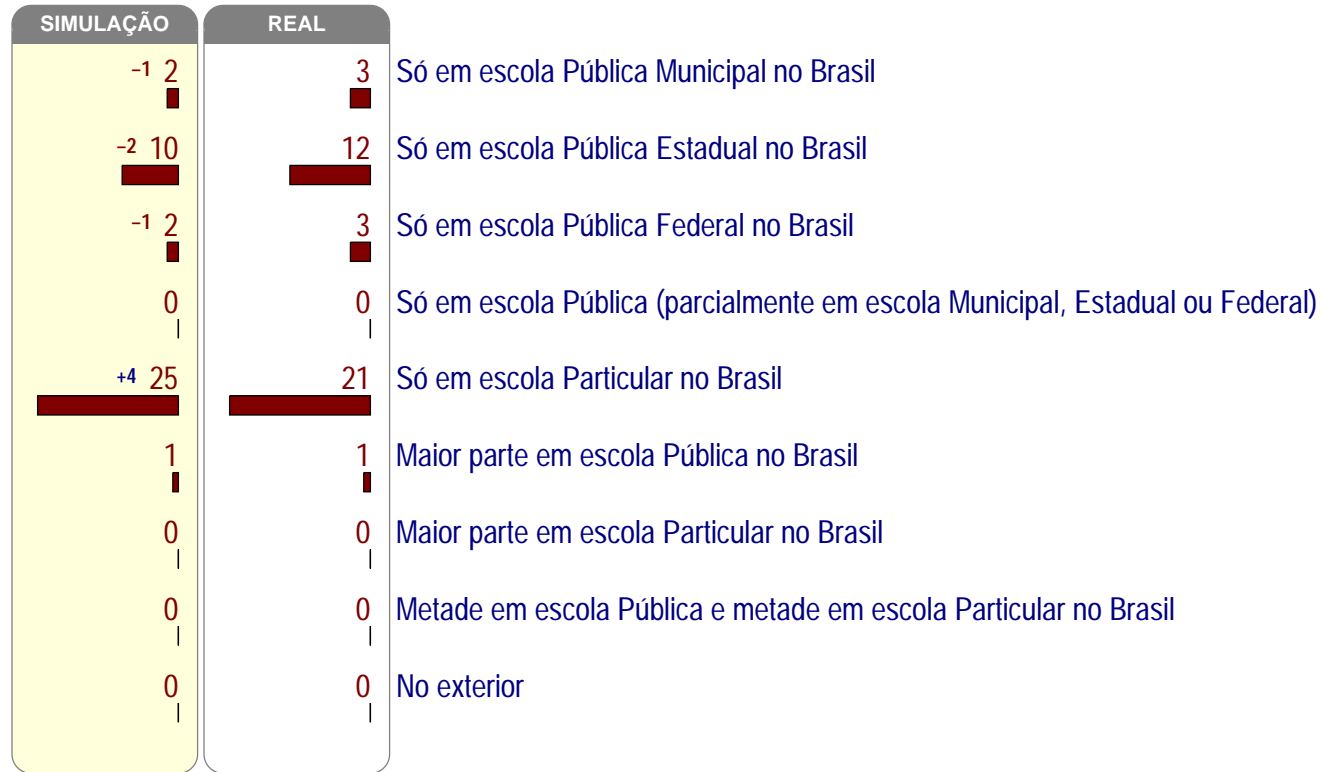 SIMULAÇÃO REAL
–1 2 3 Só em escola Pública Municipal no Brasil
–2 10 12 Só em escola Pública Estadual no Brasil
–1 2 3 Só em escola Pública Federal no Brasil
0 0 Só em escola Pública (parcialmente em escola Municipal, Estadual ou Federal)
+4 25 21 Só em escola Particular no Brasil
1 1 Maior parte em escola Pública no Brasil
0 0 Maior parte em escola Particular no Brasil
0 0 Metade em escola Pública e metade em escola Particular no Brasil
0 0 No exterior